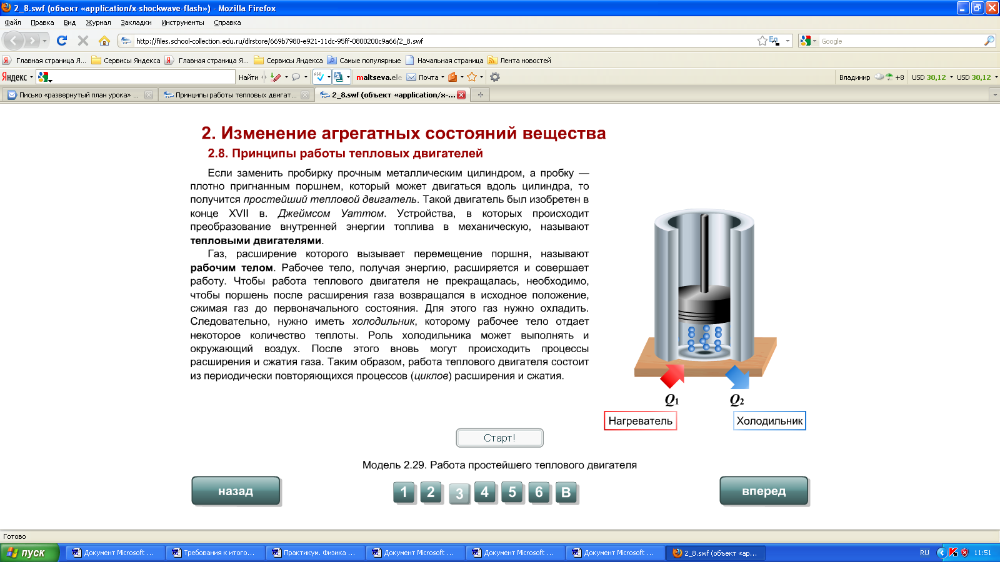 2_8.swf (объект «application/x-shockwave-flash») - Mozilla Firefox
Файл Правка Вид Журнал Закладки Инструменты Справка
http://files.school-collection.edu.ru/dlrstore/669b7980-e921-11dc-95ff-0800200c9a66/2_8.swf
Google
Главная страница Я... Сервисы Яндекса Главная страница Я... Сервисы Яндекса Самые популярные Начальная страница Лента новостей
Яндекс Найти maltseva.ele Почта Владимир +8 USD 30,12 USD 30,12
Письмо «развернутый план урока» ... Принципы работы тепловых двигат... 2_8.swf (объект «application/x-...
2. Изменение агрегатных состояний вещества
2.8. Принципы работы тепловых двигателей
Если заменить пробирку прочным металлическим цилиндром, а пробку —
плотно пригнанным поршнем, который может двигаться вдоль цилиндра, то
получится простейший тепловой двигатель. Такой двигатель был изобретен в
конце XVII в. Джеймсом Уаттом. Устройства, в которых происходит
преобразование внутренней энергии топлива в механическую, называют
тепловыми двигателями.
Газ, расширение которого вызывает перемещение поршня, называют
рабочим телом. Рабочее тело, получая энергию, расширяется и совершает
работу. Чтобы работа теплового двигателя не прекращалась, необходимо,
чтобы поршень после расширения газа возвращался в исходное положение,
сжимая газ до первоначального состояния. Для этого газ нужно охладить.
Следовательно, нужно иметь холодильник, которому рабочее тело отдает
некоторое количество теплоты. Роль холодильника может выполнять и
окружающий воздух. После этого вновь могут происходить процессы
расширения и сжатия газа. Таким образом, работа теплового двигателя состоит
из периодически повторяющихся процессов (циклов) расширения и сжатия.
Q1 Q2
Нагреватель Холодильник
Старт!
Модель 2.29. Работа простейшего теплового двигателя
назад 1 2 3 4 5 6 В вперед
Готово
пуск Документ Microsoft ... Требования к итого... Практикум. Физика ... Документ Microsoft ... Документ Microsoft ... Документ Microsoft ... 2_8.swf (объект «ap... RU 11:51